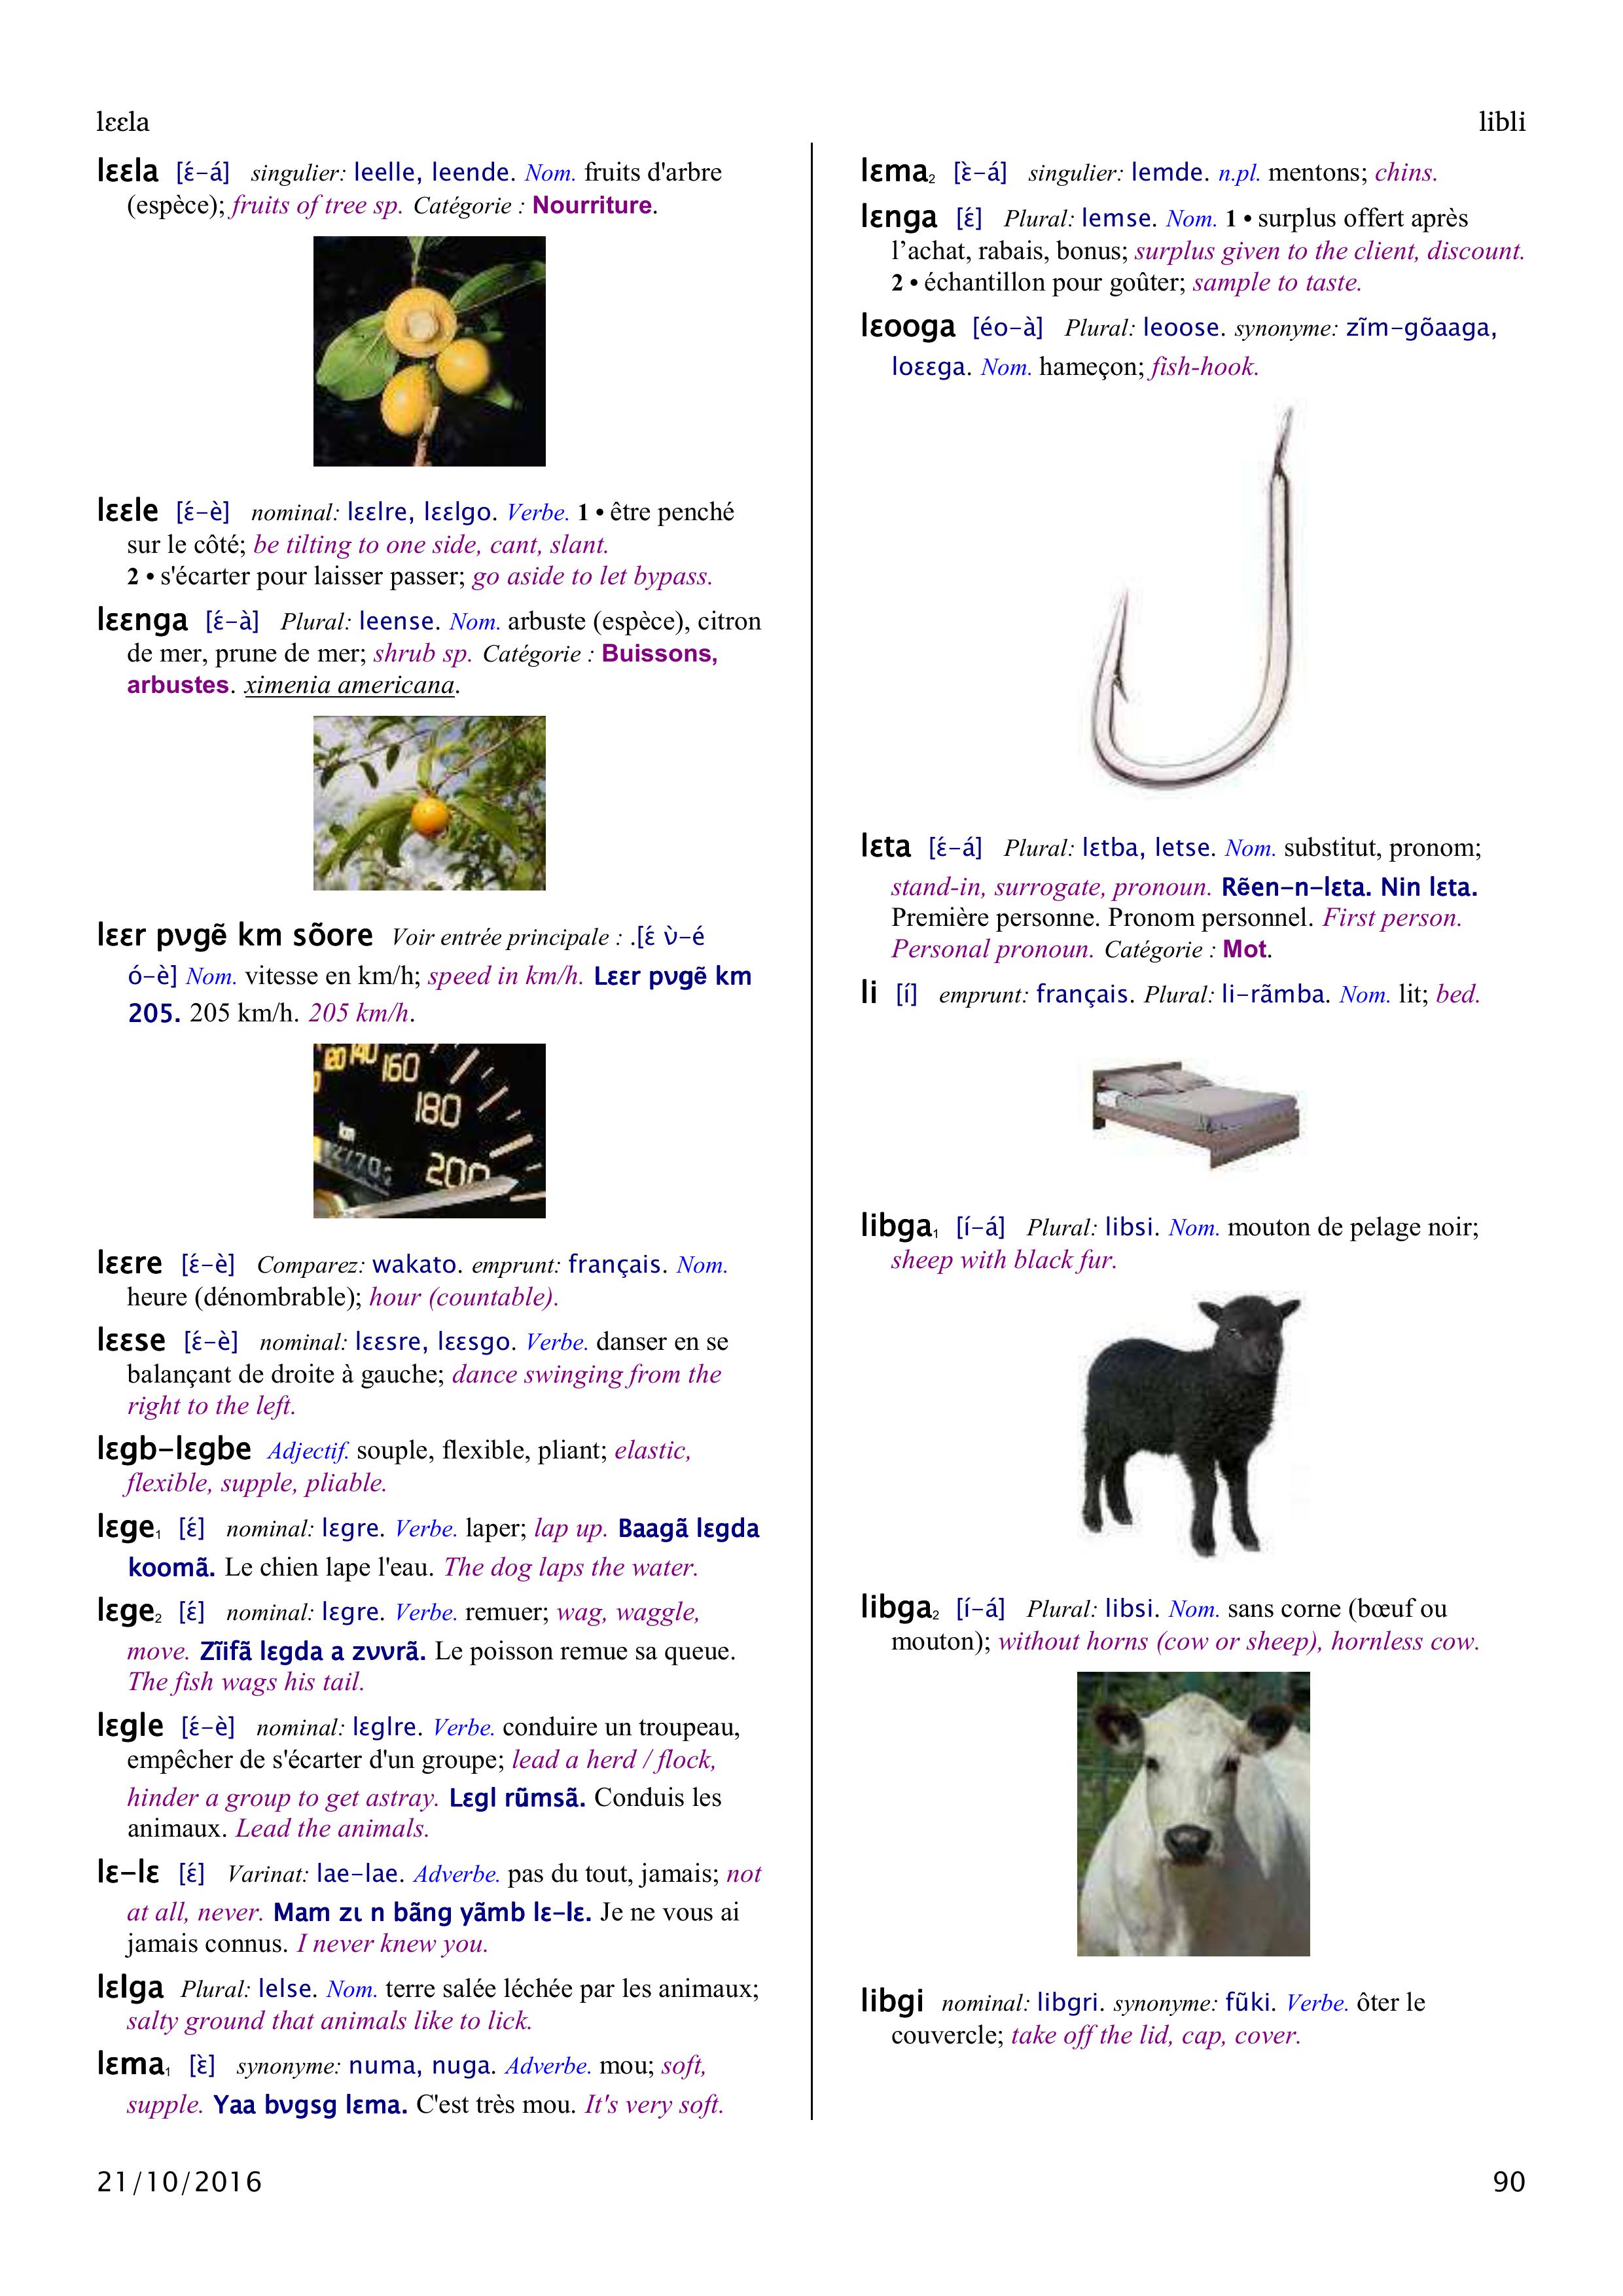 lɛɛla
libli
lɛɛla [ɛ́-á] singulier: leelle, leende. Nom. fruits d'arbre
(espèce); fruits of tree sp. Catégorie : Nourriture.
lɛɛle [ɛ́-è] nominal: lɛɛlre, lɛɛlgo. Verbe. 1 • être penché
sur le côté; be tilting to one side, cant, slant.
2 • s'écarter pour laisser passer; go aside to let bypass.
lɛɛnga [ɛ́-à] Plural: leense. Nom. arbuste (espèce), citron
de mer, prune de mer; shrub sp. Catégorie : Buissons,
arbustes. ximenia americana.
lɛɛr pʋgẽ km sõore Voir entrée principale : .[ɛ́ ʋ̀-é
ó-è] Nom. vitesse en km/h; speed in km/h. Lɛɛr pʋgẽ km
205. 205 km/h. 205 km/h.
120 140 160
180
km
200
lɛɛre [ɛ́-è] Comparez: wakato. emprunt: français. Nom.
heure (dénombrable); hour (countable).
lɛɛse [ɛ́-è] nominal: lɛɛsre, lɛɛsgo. Verbe. danser en se
balançant de droite à gauche; dance swinging from the
right to the left.
lɛgb-lɛgbe Adjectif. souple, flexible, pliant; elastic,
flexible, supple, pliable.
lɛge₁ [ɛ́] nominal: lɛgre. Verbe. laper; lap up. Baagã lɛgda
koomã. Le chien lape l'eau. The dog laps the water.
lɛge₂ [ɛ́] nominal: lɛgre. Verbe. remuer; wag, waggle,
move. Zĩifã lɛgda a zʋʋrã. Le poisson remue sa queue.
The fish wags his tail.
lɛgle [ɛ́-è] nominal: lɛglre. Verbe. conduire un troupeau,
empêcher de s'écarter d'un groupe; lead a herd / flock,
hinder a group to get astray. Lɛgl rũmsã. Conduis les
animaux. Lead the animals.
lɛ-lɛ [ɛ́] Varinat: lae-lae. Adverbe. pas du tout, jamais; not
at all, never. Mam zɩ n bãng yãmb lɛ-lɛ. Je ne vous ai
jamais connus. I never knew you.
lɛlga Plural: lelse. Nom. terre salée léchée par les animaux;
salty ground that animals like to lick.
lɛma₁ [ɛ̀] synonyme: numa, nuga. Adverbe. mou; soft,
supple. Yaa bʋgsg lɛma. C'est très mou. It's very soft.
lɛma₂ [ɛ̀-á] singulier: lemde. n.pl. mentons; chins.
lɛnga [ɛ́] Plural: lemse. Nom. 1 • surplus offert après
l’achat, rabais, bonus; surplus given to the client, discount.
2 • échantillon pour goûter; sample to taste.
lɛooga [éo-à] Plural: leoose. synonyme: zĩm-gõaaga,
loɛɛga. Nom. hameçon; fish-hook.
lɛta [ɛ́-á] Plural: lɛtba, letse. Nom. substitut, pronom;
stand-in, surrogate, pronoun. Rẽen-n-lɛta. Nin lɛta.
Première personne. Pronom personnel. First person.
Personal pronoun. Catégorie : Mot.
li [í] emprunt: français. Plural: li-rãmba. Nom. lit; bed.
libga₁ [í-á] Plural: libsi. Nom. mouton de pelage noir;
sheep with black fur.
libga₂ [í-á] Plural: libsi. Nom. sans corne (bœuf ou
mouton); without horns (cow or sheep), hornless cow.
libgi nominal: libgri. synonyme: fũki. Verbe. ôter le
couvercle; take off the lid, cap, cover.
21/10/2016
90